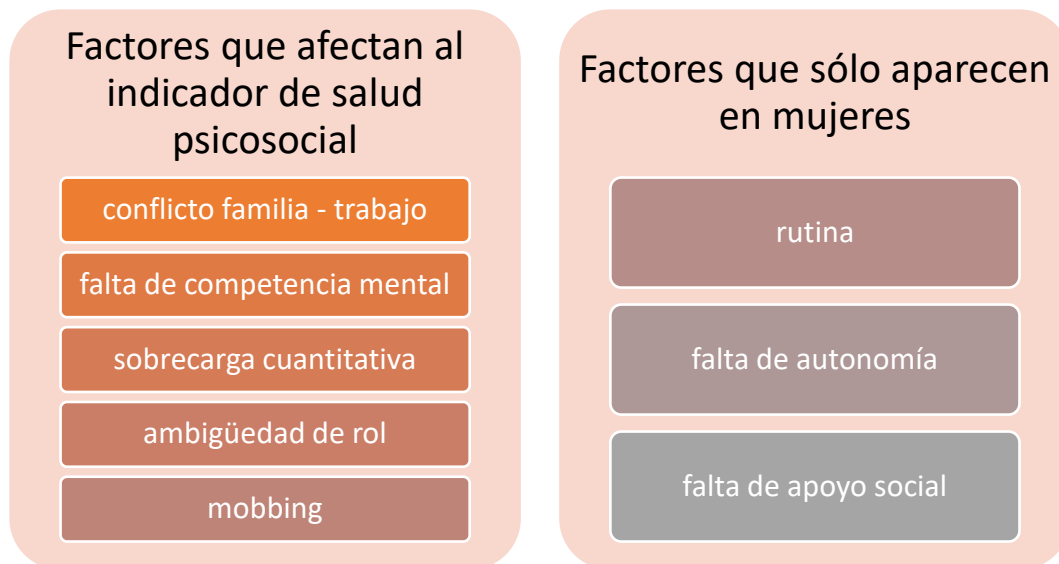 Factores que afectan al
indicador de salud
psicosocial
conflicto familia - trabajo
falta de competencia mental
sobrecarga cuantitativa
ambigüedad de rol
mobbing
Factores que sólo aparecen
en mujeres
rutina
falta de autonomía
falta de apoyo social